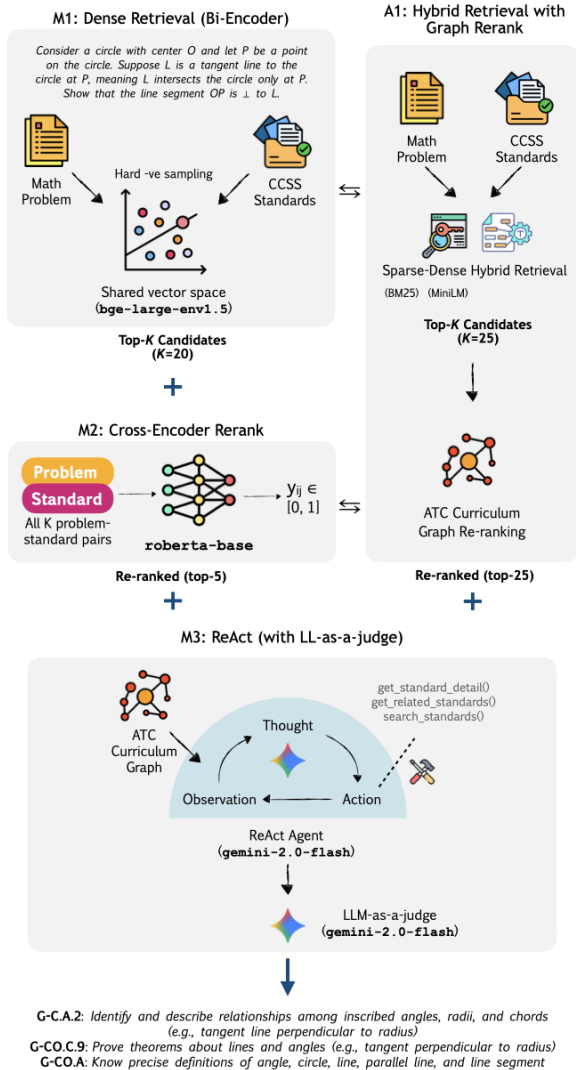 M1: Dense Retrieval (Bi-Encoder)
Consider a circle with center O and let P be a point
on the circle. Suppose L is a tangent line to the
circle at P, meaning L intersects the circle only at P.
Show that the line segment OP is ⊥ to L.
Math
Problem
Hard -ve sampling
CCSS
Standards
Shared vector space
(bge-large-env1.5)
Top-K Candidates
(K=20)
+
M2: Cross-Encoder Rerank
Problem
Standard
All K problem-
standard pairs
roberta-base
yij ∈
[0, 1]
Re-ranked (top-5)
+
A1: Hybrid Retrieval with
Graph Rerank
Math
Problem
CCSS
Standards
T
Sparse-Dense Hybrid Retrieval
(BM25) (MiniLM)
Top-K Candidates
(K=25)
ATC Curriculum
Graph Re-ranking
Re-ranked (top-25)
+
M3: ReAct (with LL-as-a-judge)
ATC
Curriculum
Graph
Thought
Observation
Action
get_standard_detail()
get_related_standards()
search_standards()
ReAct Agent
(gemini-2.0-flash)
LLM-as-a-judge
(gemini-2.0-flash)
G-C.A.2: Identify and describe relationships among inscribed angles, radii, and chords
(e.g., tangent line perpendicular to radius)
G-CO.C.9: Prove theorems about lines and angles (e.g., tangent perpendicular to radius)
G-CO.A: Know precise definitions of angle, circle, line, parallel line, and line segment